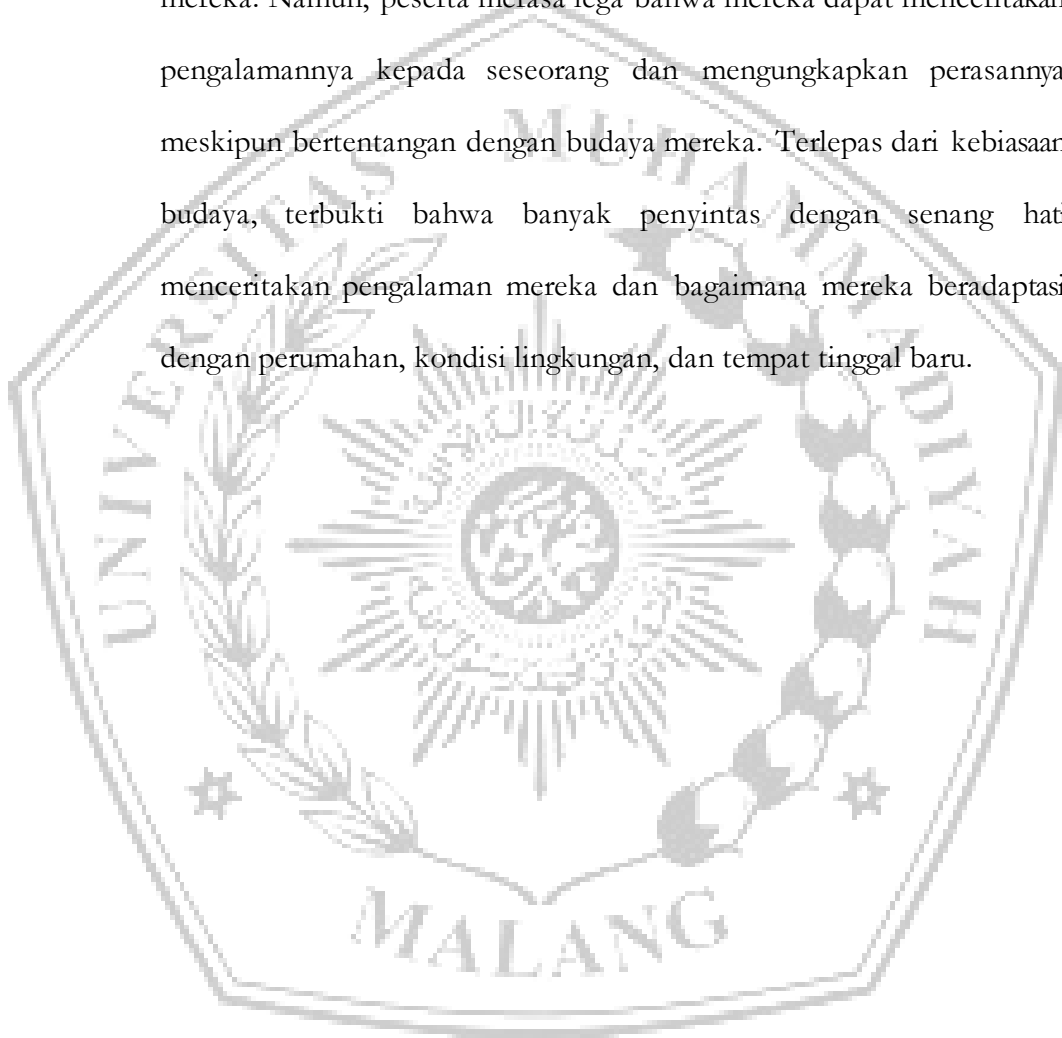 mereka. Namun, peserta merasa lega bahwa mereka dapat menceritakan
pengalamannya kepada seseorang dan mengungkapkan perasannya
meskipun bertentangan dengan budaya mereka. Terlepas dari kebiasaan
budaya, terbukti bahwa banyak penyintas dengan senang hati
menceritakan pengalaman mereka dan bagaimana mereka beradaptasi
dengan perumahan, kondisi lingkungan, dan tempat tinggal baru.
UNIVERSITAS MUHAMMADIYAH
MALANG